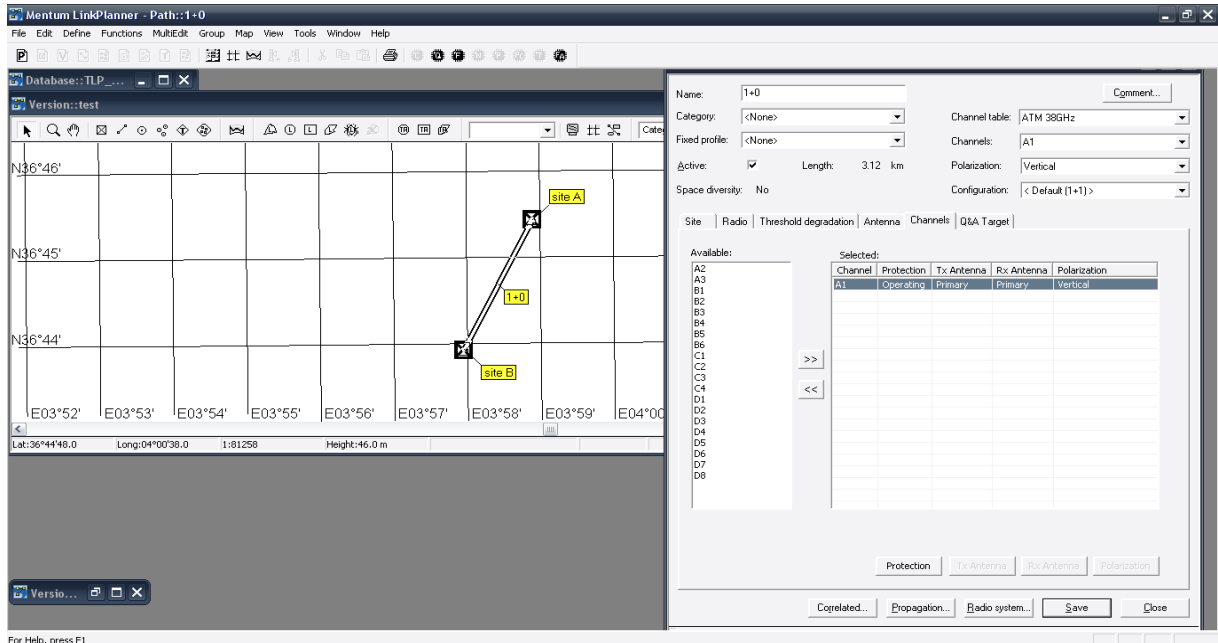 Mentum LinkPlanner - Path::1+0
File Edit Define Functions MultiEdit Group Map View Tools Window Help
Database::TLP_...
Version::test
Cate
N36°46'
N36°45'
N36°44'
site A
1+0
site B
E03°52' E03°53' E03°54' E03°55' E03°56' E03°57' E03°58' E03°59' E04°00
Lat:36°44'48.0 Long:04°00'38.0 1:81258 Height:46.0 m
Versio...
For Help, press F1
Name: 1+0 Comment...
Category: <None> Channel table: ATM 38GHz
Fixed profile: <None> Channels: A1
Active: Length: 3.12 km Polarization: Vertical
Space diversity: No Configuration: < Default (1+1) >
Site Radio Threshold degradation Antenna Channels Q&A Target
Available:
A2
A3
B1
B2
B3
B4
B5
B6
C1
C2
C3
C4
D1
D2
D3
D4
D5
D6
D7
D8
>>
<<
Selected:
Channel Protection Tx Antenna Rx Antenna Polarization
A1 Operating Primary Primary Vertical
Protection Tx Antenna Rx Antenna Polarization
Correlated... Propagation... Radio system... Save Close